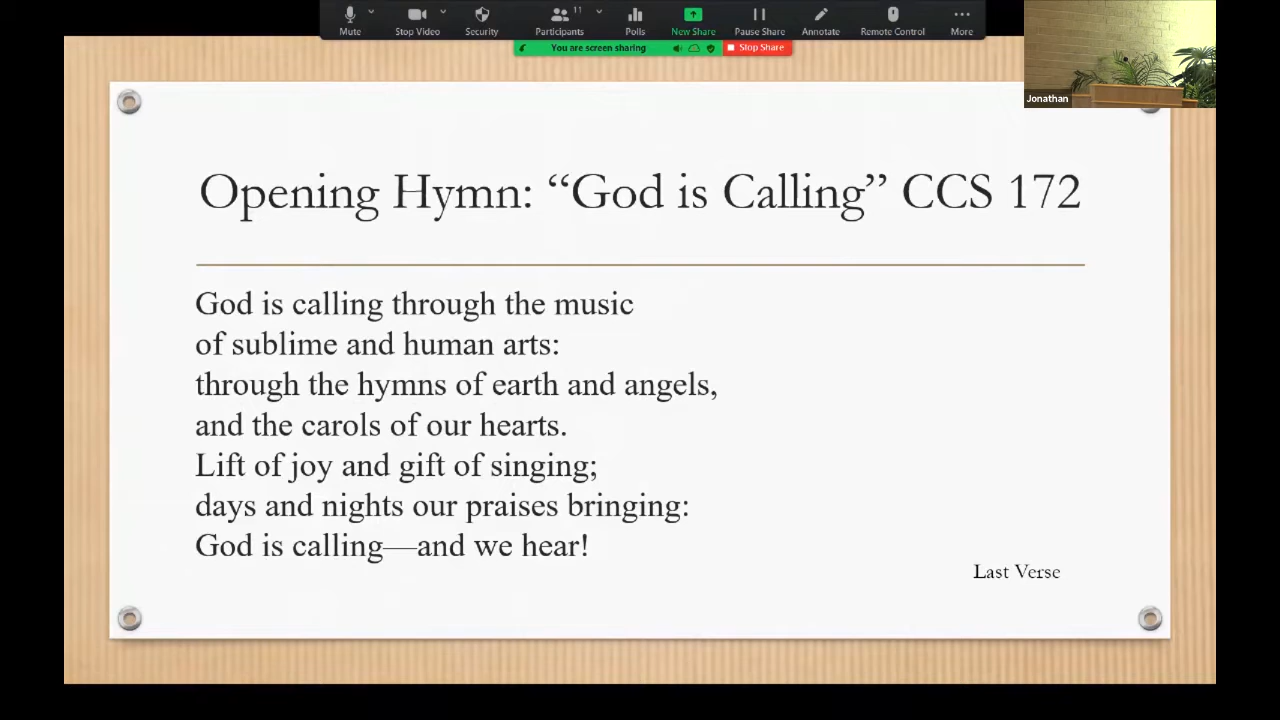 Mute
Stop Video
Security
Participants
11
Polls
New Share
Pause Share
Annotate
Remote Control
More
You are screen sharing
Stop Share
Jonathan
Opening Hymn: “God is Calling” CCS 172
God is calling through the music
of sublime and human arts:
through the hymns of earth and angels,
and the carols of our hearts.
Lift of joy and gift of singing;
days and nights our praises bringing:
God is calling—and we hear!
Last Verse